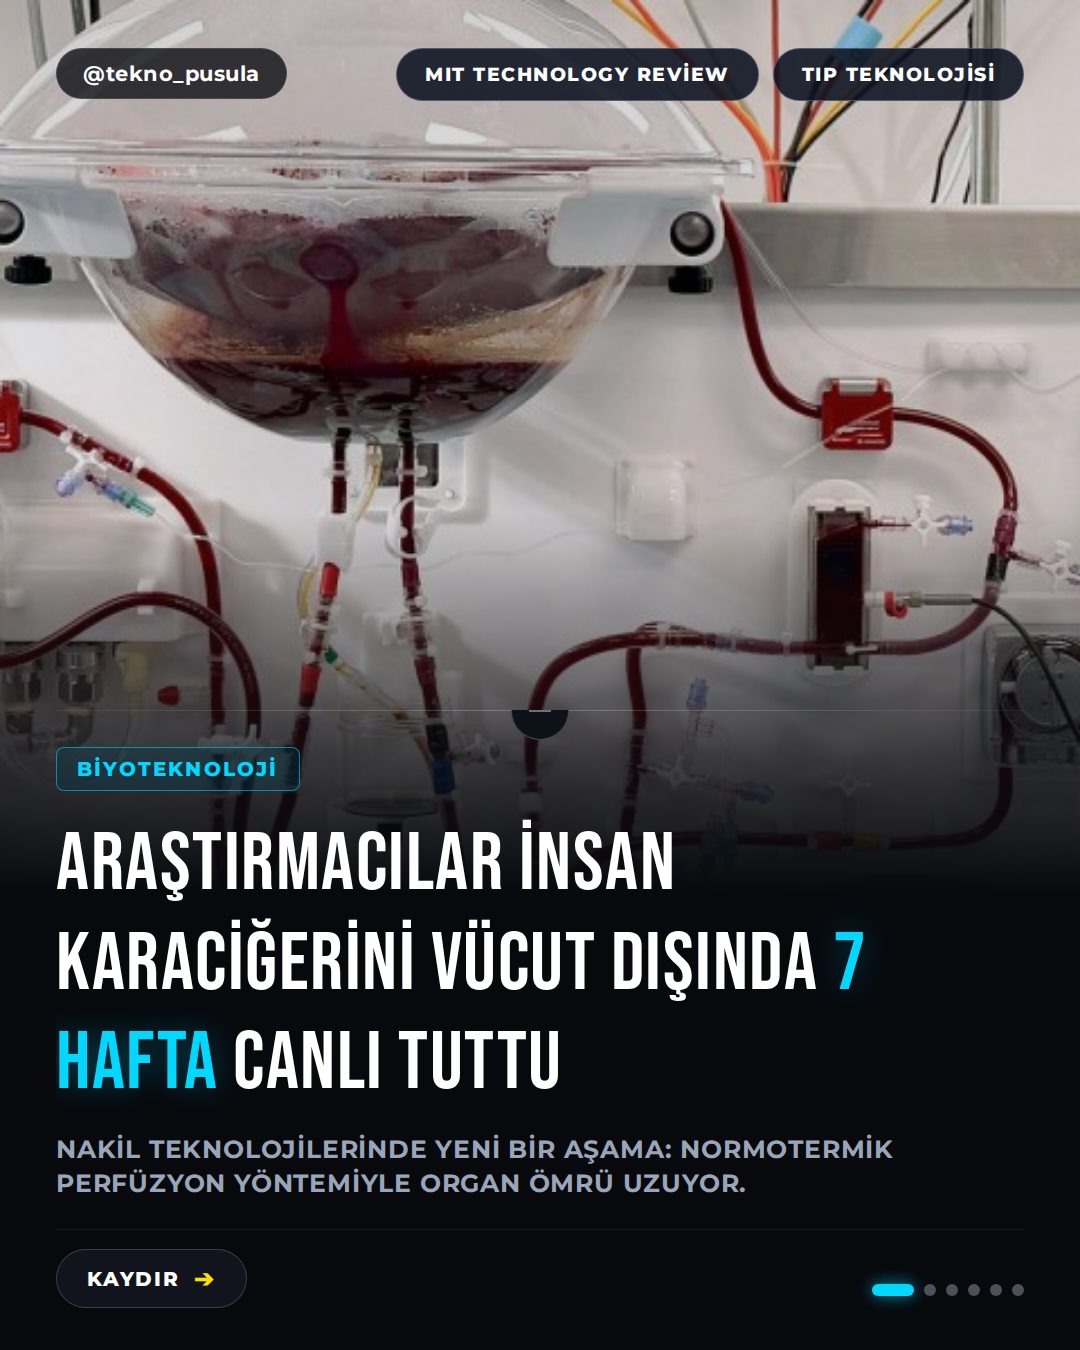 @tekno_pusula
MIT TECHNOLOGY REVİEW
TIP TEKNOLOJİSİ
BİYOTEKNOLOJİ
ARAŞTIRMACILAR İNSAN
KARACİĞERİNİ VÜCUT DIŞINDA 7
HAFTA CANLI TUTTU
NAKİL TEKNOLOJİLERİNDE YENİ BİR AŞAMA: NORMOTERMİK
PERFÜZYON YÖNTEMİYLE ORGAN ÖMRÜ UZUYOR.
KAYDIR ➔